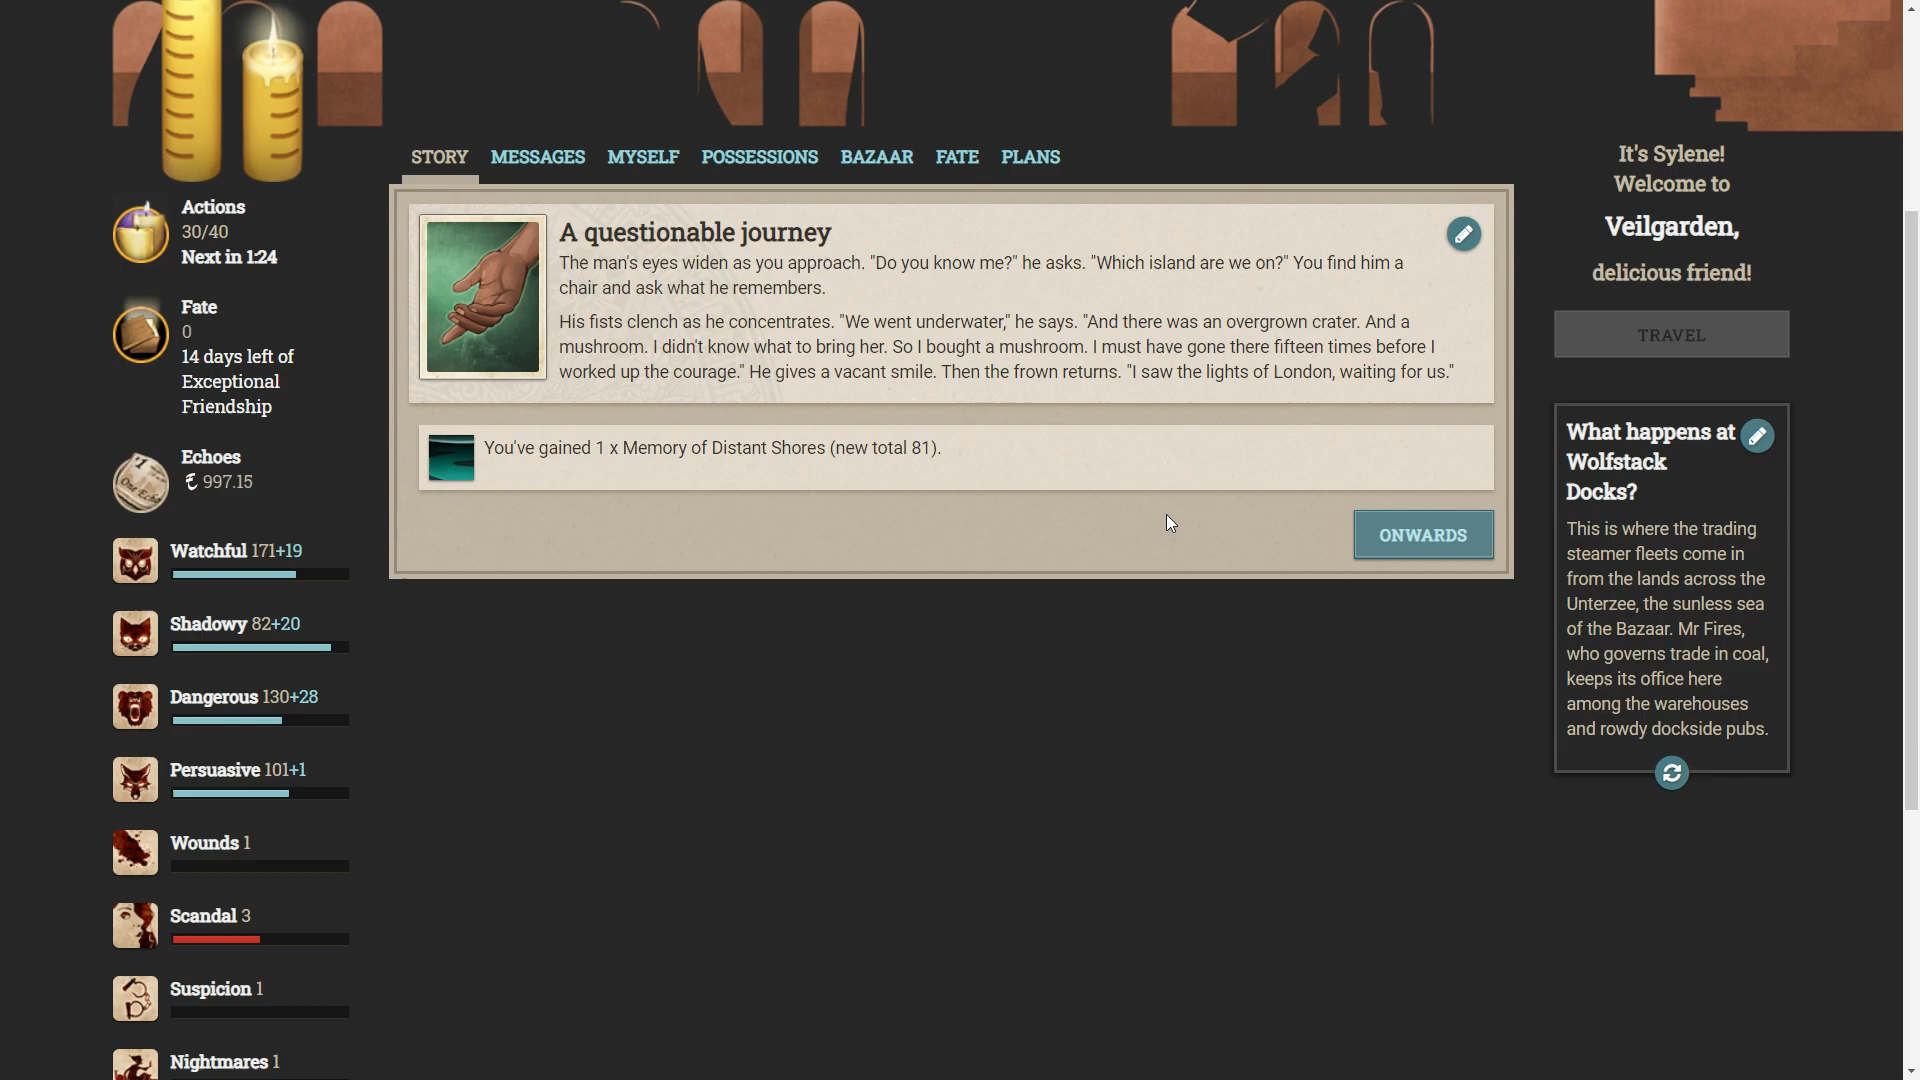 STORY MESSAGES MYSELF POSSESSIONS BAZAAR FATE PLANS
Actions
30/40
Next in 1:24
Fate
0
14 days left of
Exceptional
Friendship
Echoes
997.15
Watchful 171+19
Shadowy 82+20
Dangerous 130+28
Persuasive 101+1
Wounds 1
Scandal 3
Suspicion 1
Nightmares 1
A questionable journey
The man's eyes widen as you approach. "Do you know me?" he asks. "Which island are we on?" You find him a
chair and ask what he remembers.
His fists clench as he concentrates. "We went underwater," he says. "And there was an overgrown crater. And a
mushroom. I didn't know what to bring her. So I bought a mushroom. I must have gone there fifteen times before I
worked up the courage." He gives a vacant smile. Then the frown returns. "I saw the lights of London, waiting for us."
You've gained 1 x Memory of Distant Shores (new total 81).
ONWARDS
It's Sylene!
Welcome to
Veilgarden,
delicious friend!
TRAVEL
What happens at
Wolfstack
Docks?
This is where the trading
steamer fleets come in
from the lands across the
Unterzee, the sunless sea
of the Bazaar. Mr Fires,
who governs trade in coal,
keeps its office here
among the warehouses
and rowdy dockside pubs.